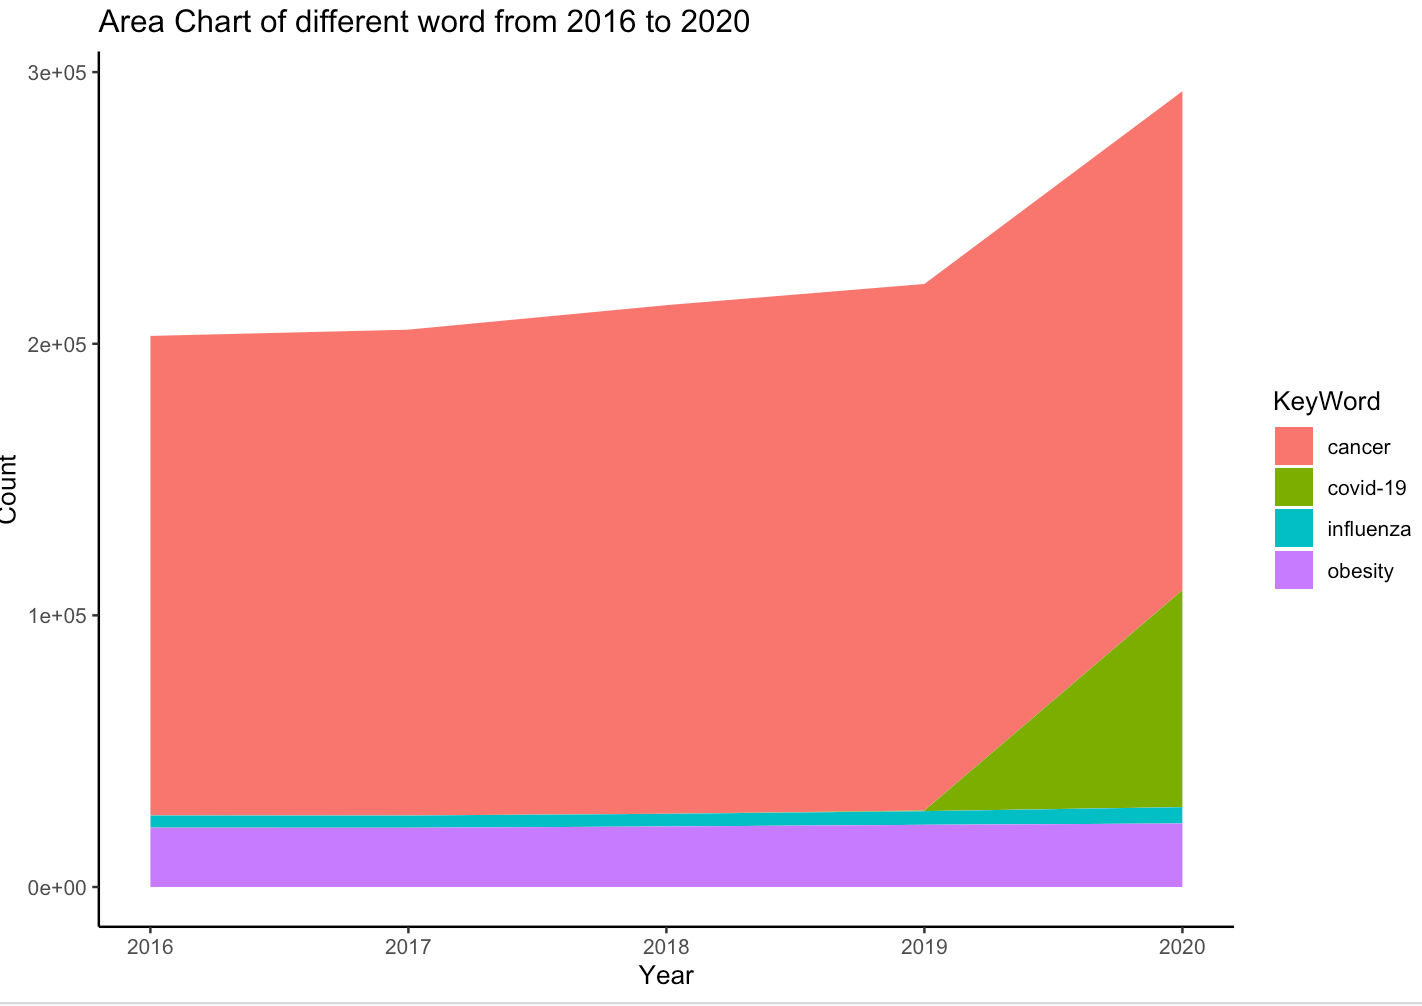 Area Chart of different word from 2016 to 2020
3e+05
2e+05
1e+05
0e+00
Count
2016 2017 2018 2019 2020
Year
KeyWord
cancer
covid-19
influenza
obesity